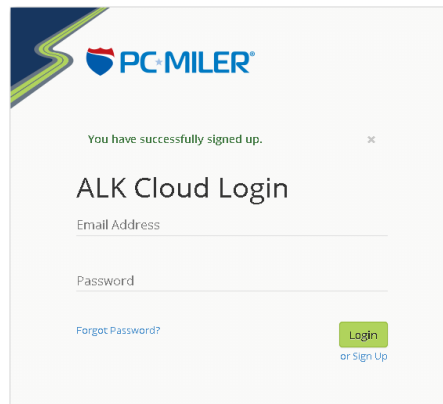 PC*MILER®
You have successfully signed up. ×
ALK Cloud Login
Email Address
Password
Forgot Password? Login
or Sign Up